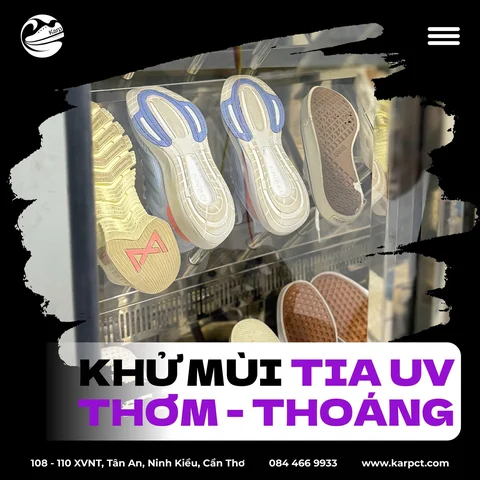 Karpi
KHỬ MÙI TIA UV
THƠM - THOÁNG
108 - 110 XVNT, Tân An, Ninh Kiều, Cần Thơ 084 466 9933 www.karpct.com